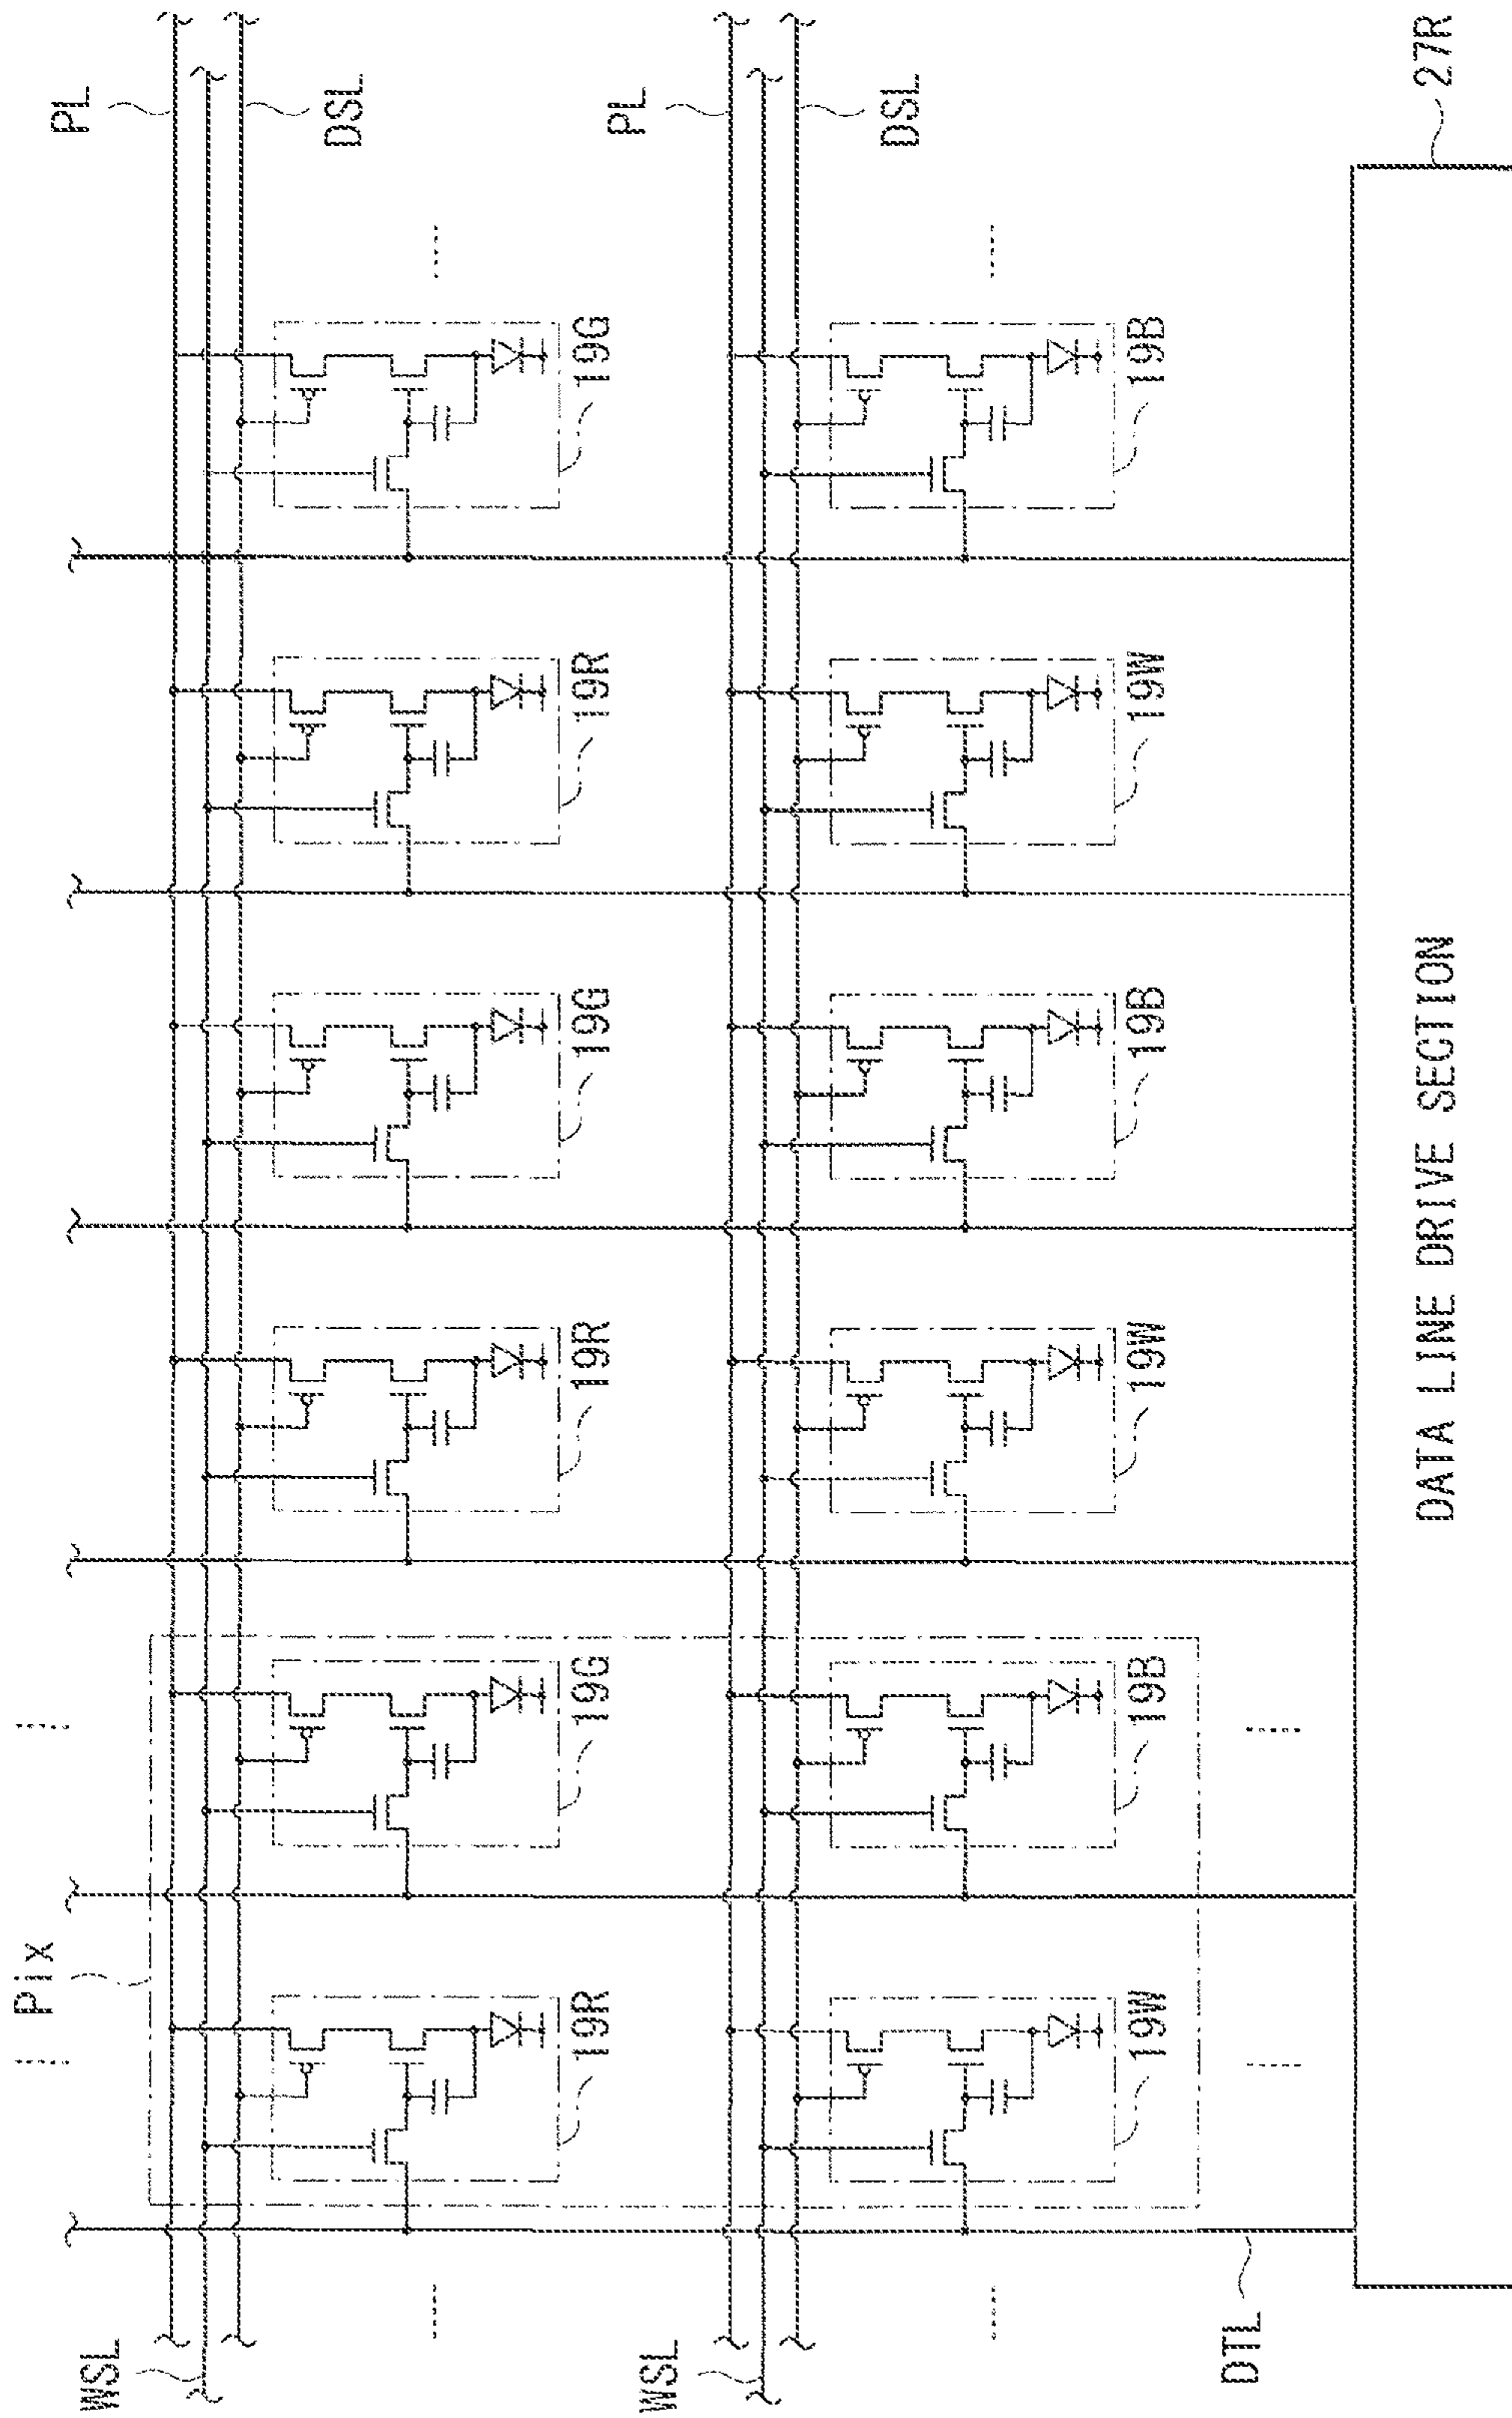 Pix
PL
WSL
DSL
19R
19G
19R
19G
19R
19G
PL
WSL
DSL
19W
19B
19W
19B
19W
19B
DTL
DATA LINE DRIVE SECTION
27R